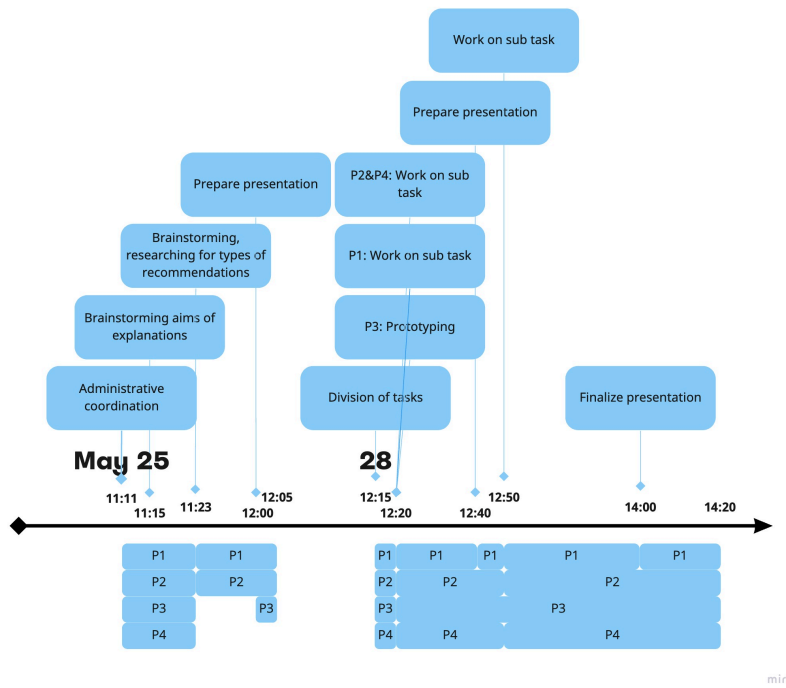 Work on sub task
Prepare presentation
Prepare presentation
P2&P4: Work on sub
task
Brainstorming,
researching for types of
recommendations
P1: Work on sub task
Brainstorming aims of
explanations
P3: Prototyping
Administrative
coordination
Division of tasks
Finalize presentation
May 25
28
11:11
11:15
11:23
12:00
12:05
12:15
12:20
12:40
12:50
14:00
14:20
P1 P1 P1 P1 P1 P1 P1
P2 P2 P2 P2 P2
P3 P3 P3 P3
P4 P4 P4 P4
mir